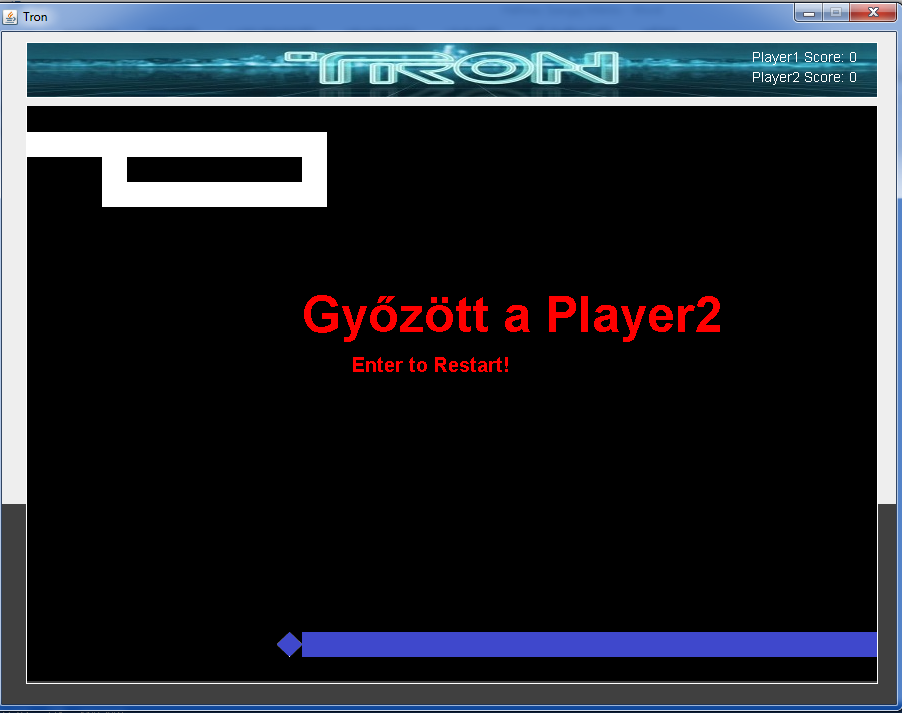 Tron
TRON
Player1 Score: 0
Player2 Score: 0
Győzött a Player2
Enter to Restart!